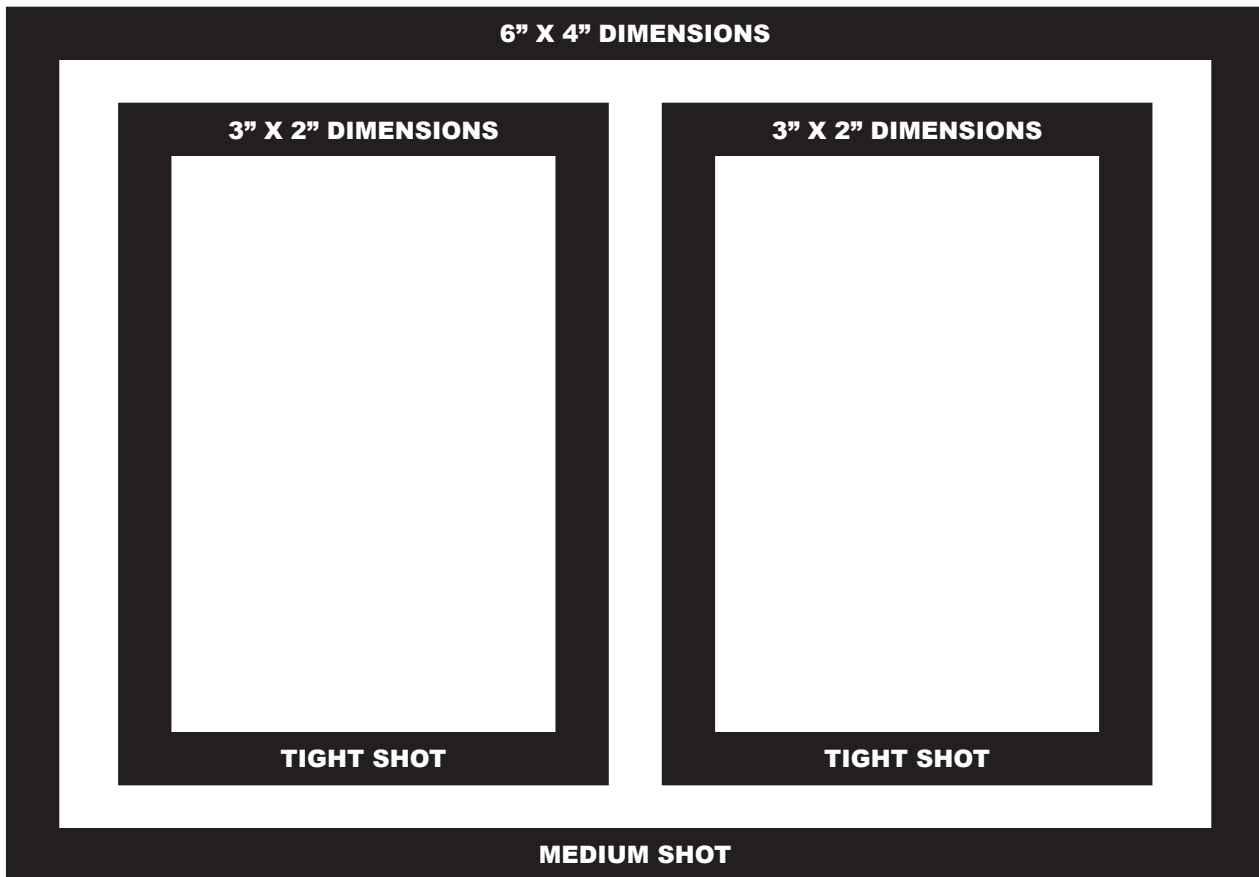 6” X 4” DIMENSIONS
3” X 2” DIMENSIONS
3” X 2” DIMENSIONS
TIGHT SHOT
TIGHT SHOT
MEDIUM SHOT